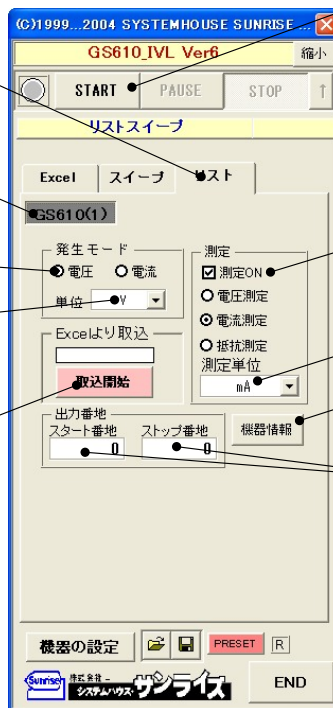 (C)1999...2004 SYSTEMHOUSE SUNRISE ...
GS610_IVL Ver6 縮小
START PAUSE STOP ↑
リストスイープ
Excel スイープ リスト
GS610(1)
発生モード
電圧 電流
単位 V
Excelより取込
取込開始
測定
測定ON
電圧測定
電流測定
抵抗測定
測定単位
mA
出力番地
スタート番地 ストップ番地
0 0
機器情報
機器の設定 PRESET R
Sunrise 株式会社 システムハウス・サンライズ END